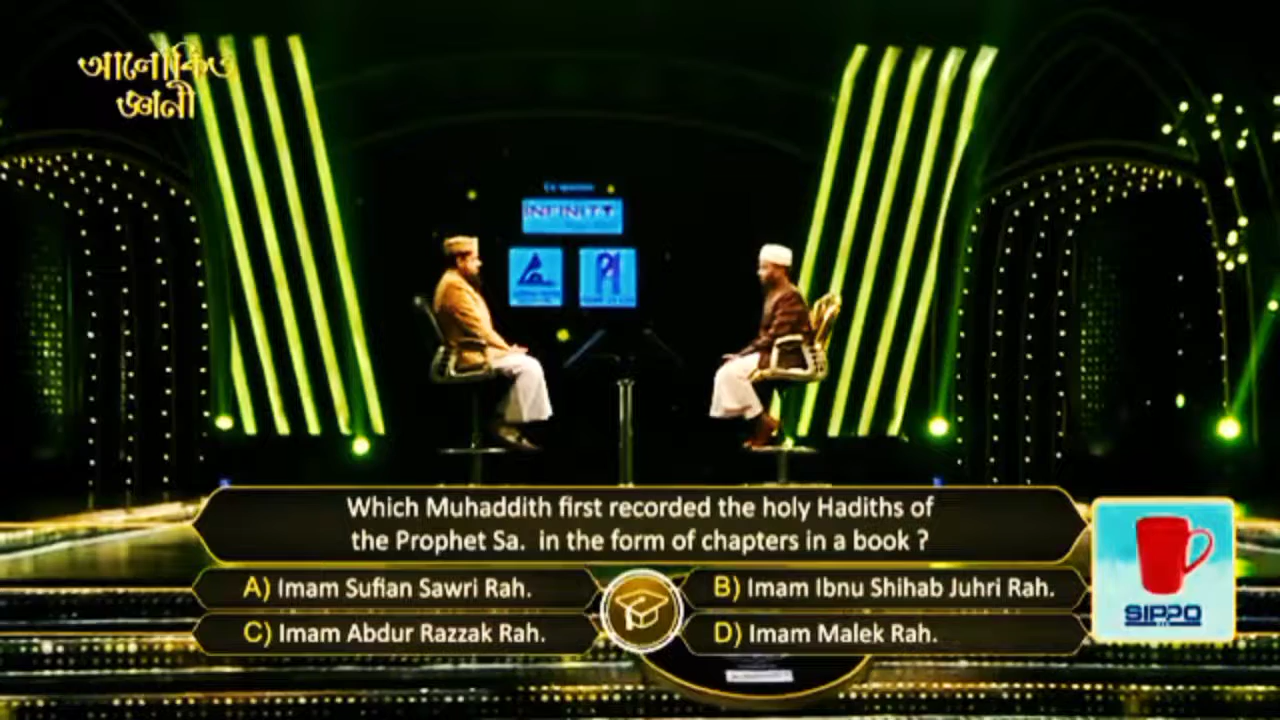 আলোকিত
জ্ঞানী
INFINITY
Which Muhaddith first recorded the holy Hadiths of
the Prophet Sa. in the form of chapters in a book ?
A) Imam Sufian Sawri Rah.
B) Imam Ibnu Shihab Juhri Rah.
C) Imam Abdur Razzak Rah.
D) Imam Malek Rah.
SIPPO